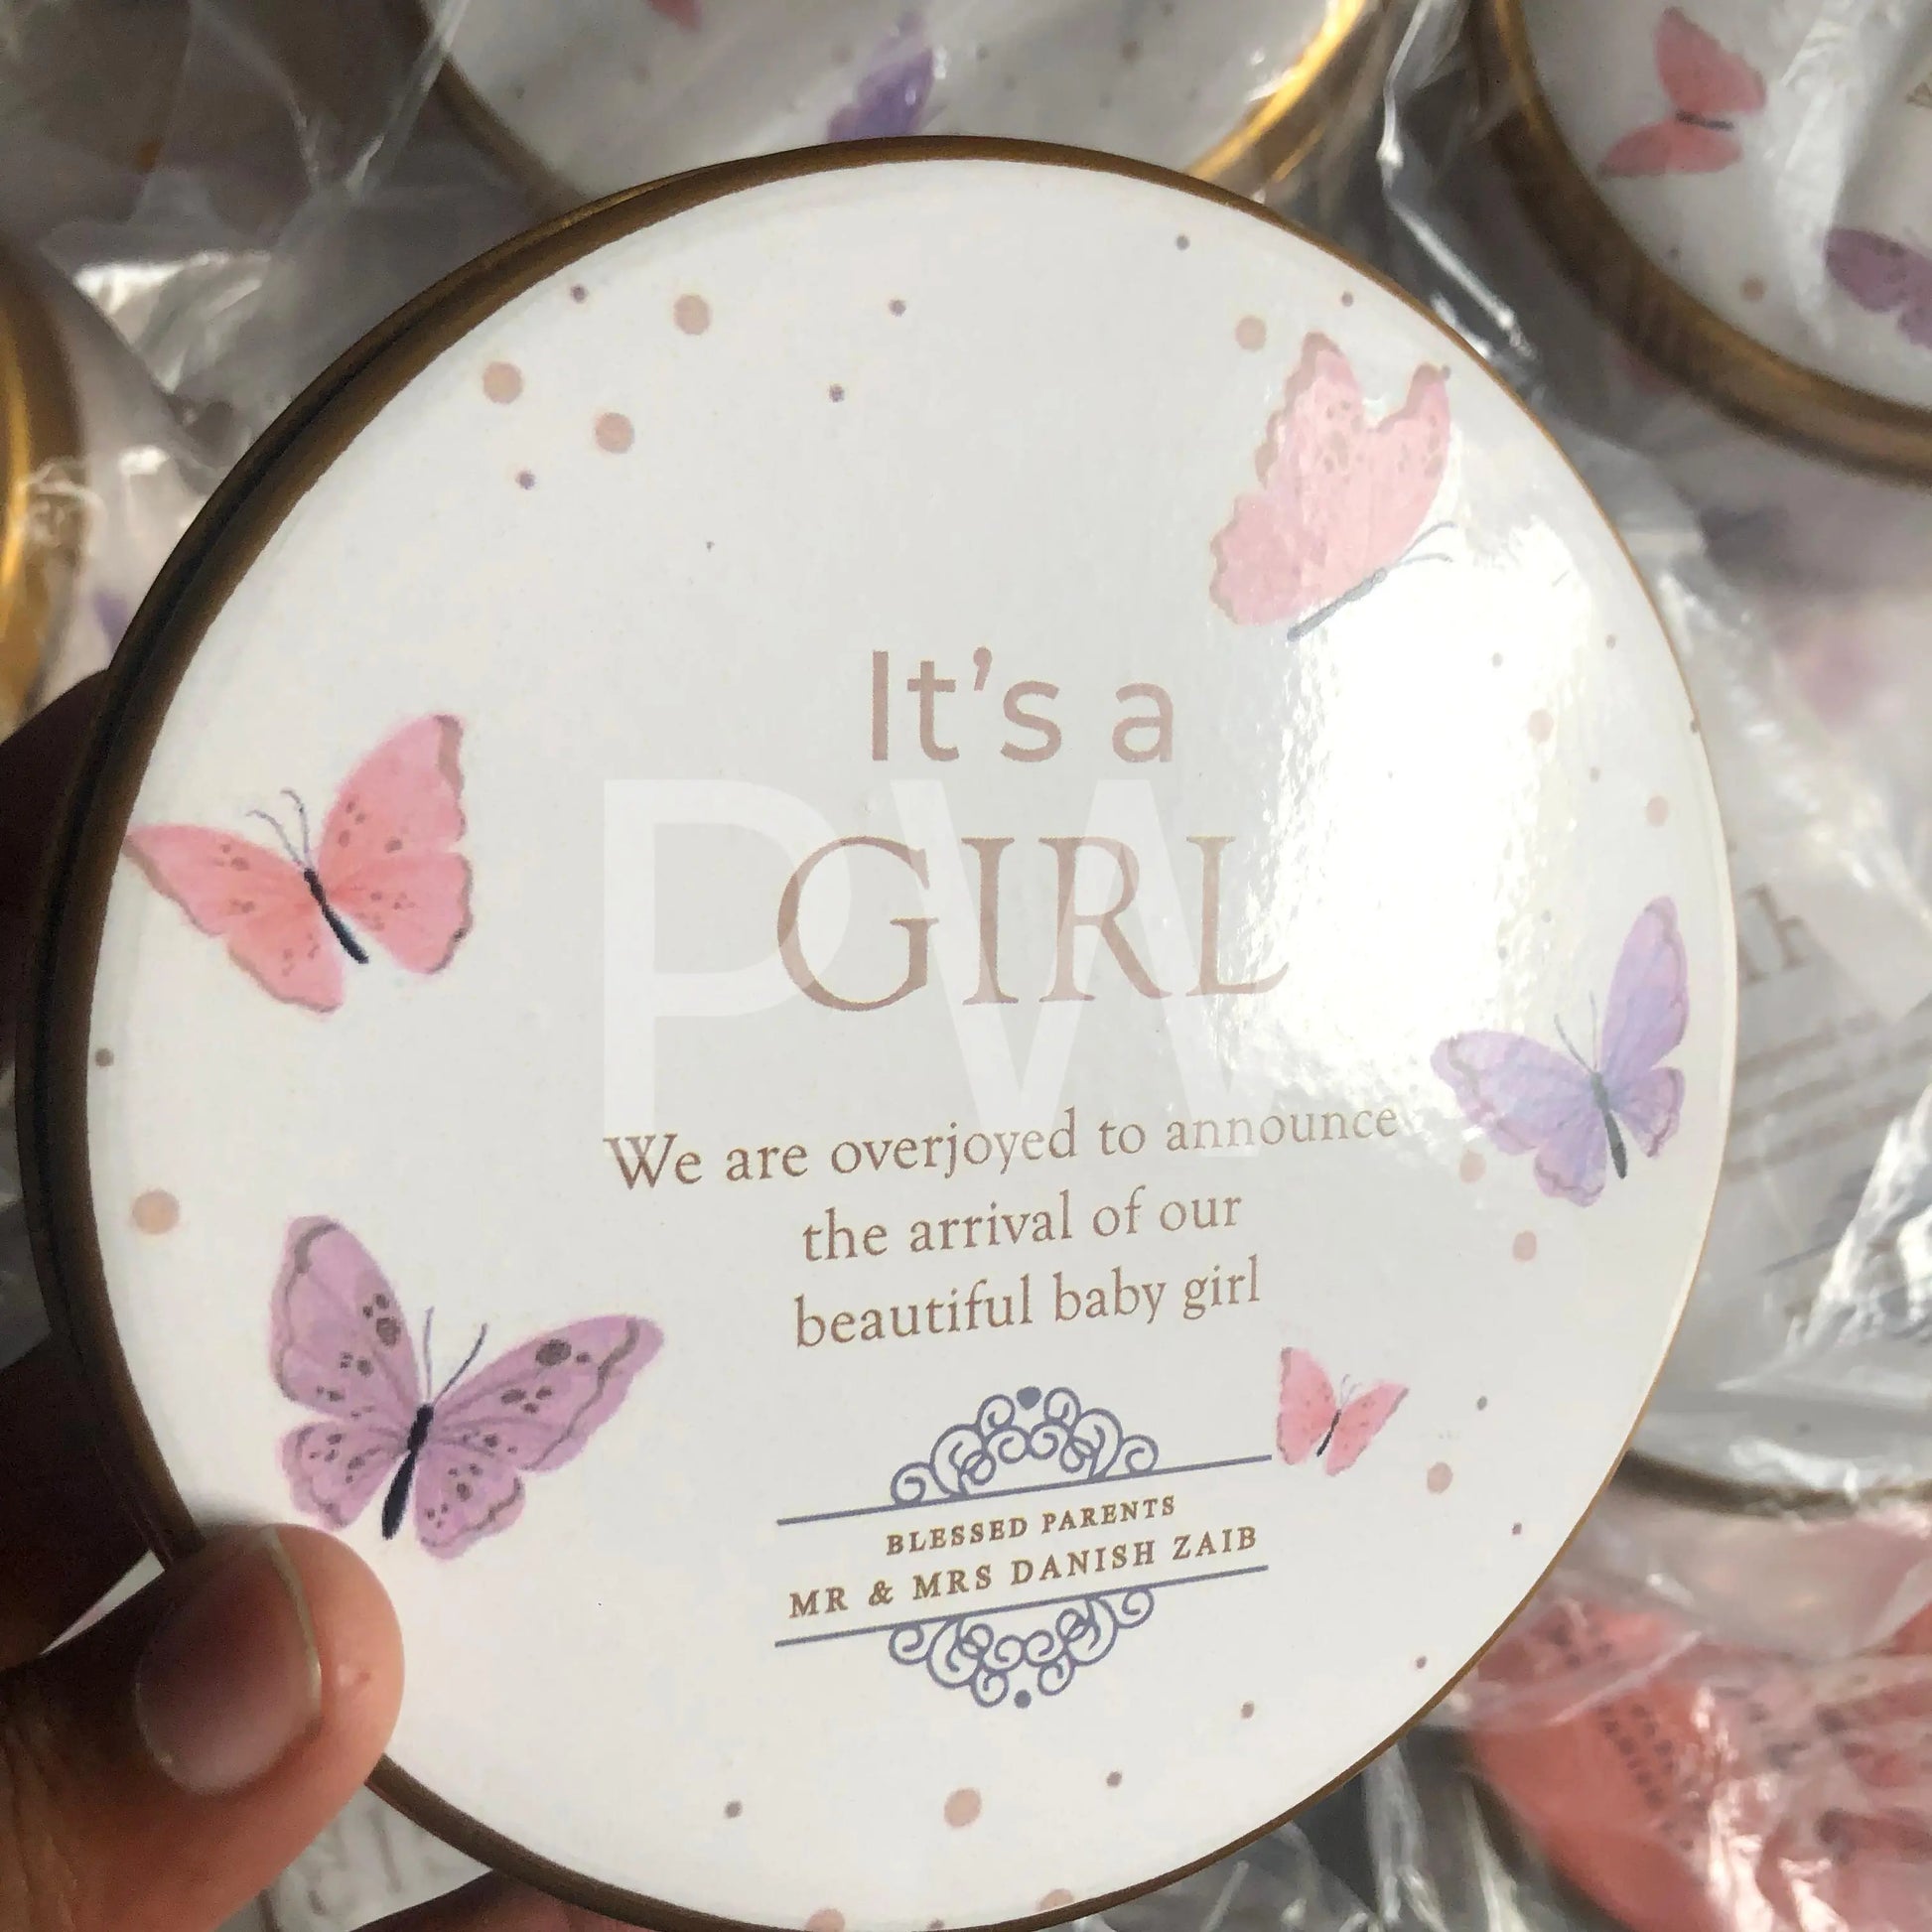 It's a
GIRL
PW
We are overjoyed to announce
the arrival of our
beautiful baby girl
BLESSED PARENTS
MR & MRS DANISH ZAIB